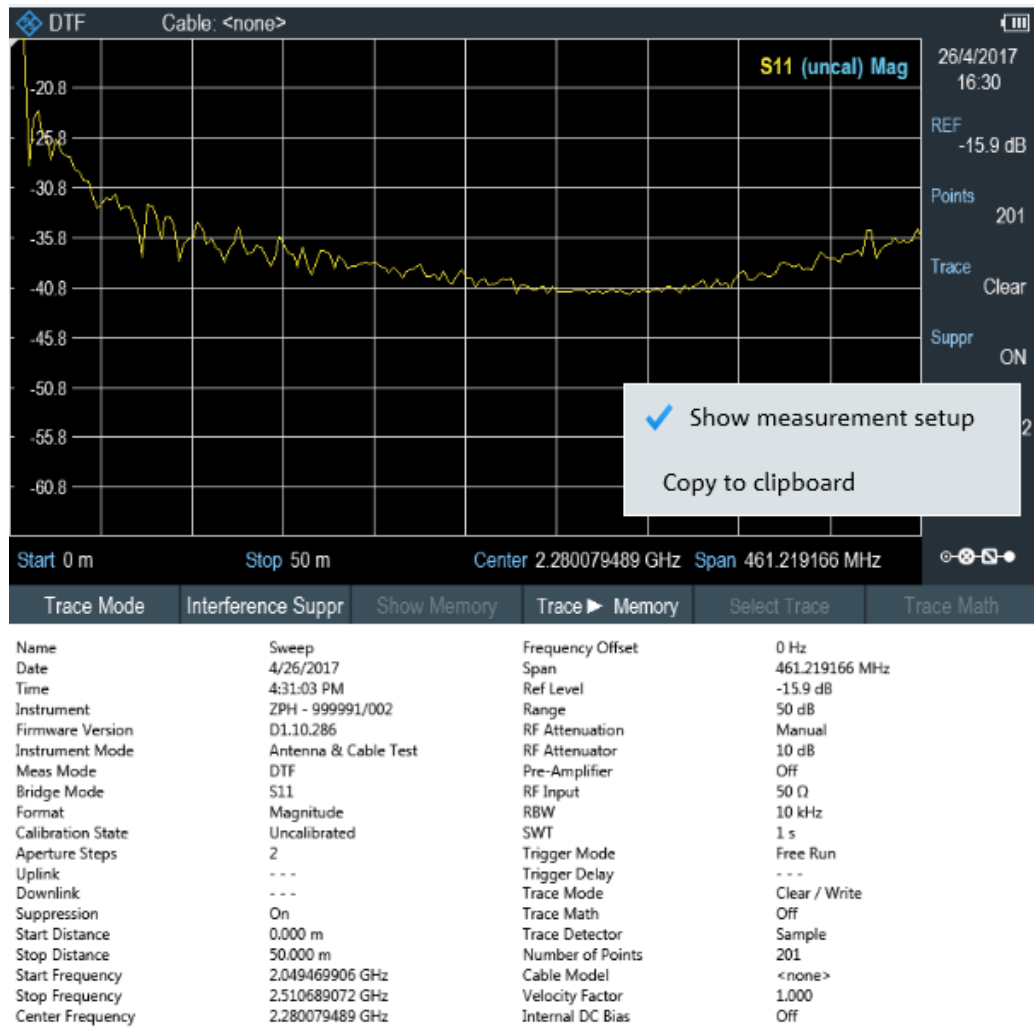 DTF Cable: <none>
S11 (uncal) Mag
26/4/2017
16:30
-20.8
REF
-15.9 dB
-25.8
-30.8
Points
201
-35.8
Trace
Clear
-40.8
-45.8
Suppr
ON
-50.8
Show measurement setup
-55.8
2
Copy to clipboard
-60.8
Start 0 m Stop 50 m Center 2.280079489 GHz Span 461.219166 MHz
Trace Mode Interference Suppr Show Memory Trace ► Memory Select Trace Trace Math
Name Sweep Frequency Offset 0 Hz
Date 4/26/2017 Span 461.219166 MHz
Time 4:31:03 PM Ref Level -15.9 dB
Instrument ZPH - 999991/002 Range 50 dB
Firmware Version D1.10.286 RF Attenuation Manual
Instrument Mode Antenna & Cable Test RF Attenuator 10 dB
Meas Mode DTF Pre-Amplifier Off
Bridge Mode S11 RF Input 50 Ω
Format Magnitude RBW 10 kHz
Calibration State Uncalibrated SWT 1 s
Aperture Steps 2 Trigger Mode Free Run
Uplink - - - Trigger Delay - - -
Downlink - - - Trace Mode Clear / Write
Suppression On Trace Math Off
Start Distance 0.000 m Trace Detector Sample
Stop Distance 50.000 m Number of Points 201
Start Frequency 2.049469906 GHz Cable Model <none>
Stop Frequency 2.510689072 GHz Velocity Factor 1.000
Center Frequency 2.280079489 GHz Internal DC Bias Off